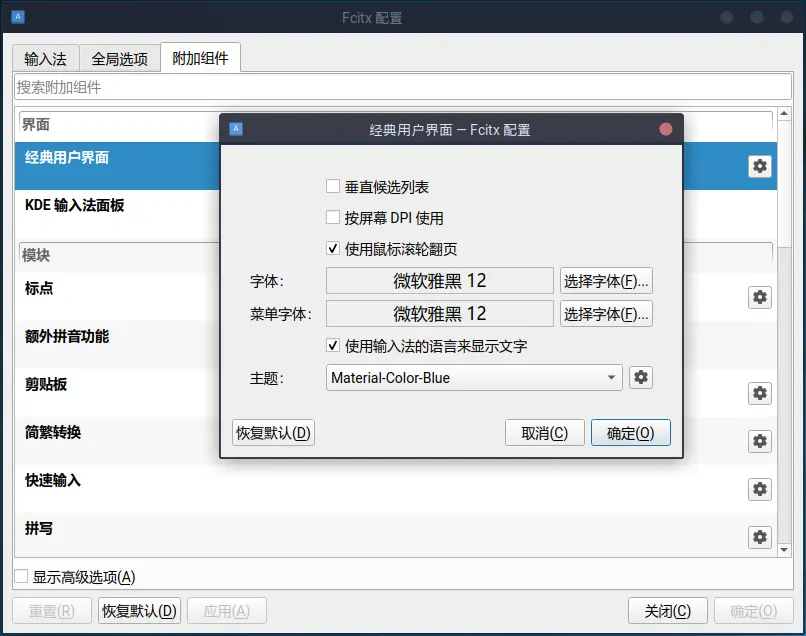 Fcitx 配置
输入法 全局选项 附加组件
搜索附加组件
界面
经典用户界面
KDE 输入法面板
模块
标点
额外拼音功能
剪贴板
简繁转换
快速输入
拼写
显示高级选项(A)
重置(R) 恢复默认(D) 应用(A) 关闭(C) 确定(O)
经典用户界面 — Fcitx 配置
垂直候选列表
按屏幕 DPI 使用
使用鼠标滚轮翻页
字体： 微软雅黑 12 选择字体(F)...
菜单字体： 微软雅黑 12 选择字体(F)...
使用输入法的语言来显示文字
主题： Material-Color-Blue
恢复默认(D) 取消(C) 确定(O)